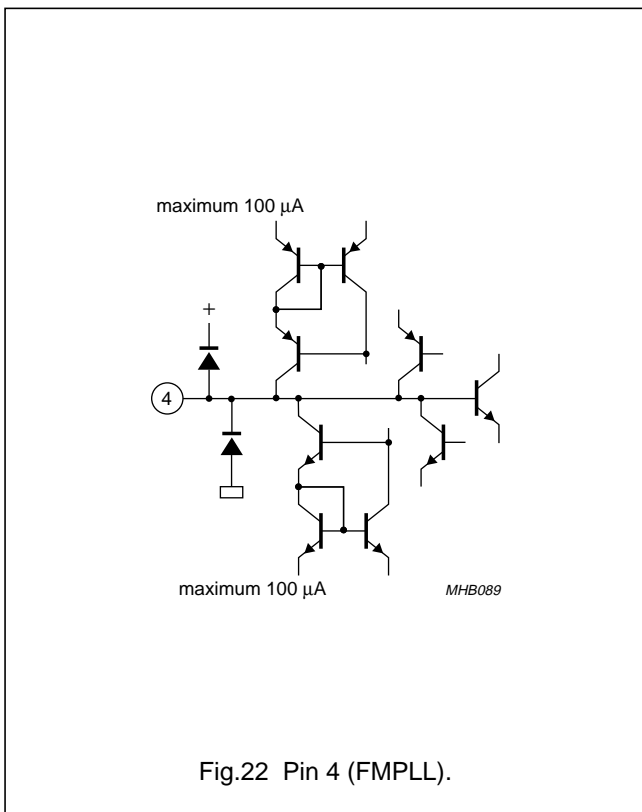 maximum 100 μA
+
4
maximum 100 μA
MHB089
Fig.22 Pin 4 (FMPLL).